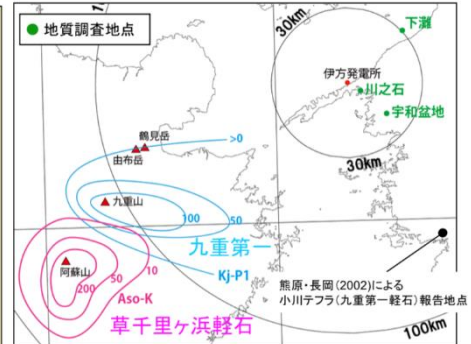 ● 地質調査地点
30km
下灘
伊方発電所
川之石
宇和盆地
鶴見岳
>0
由布岳
30km
九重山
100
50
九重第一
Kj-P1
10
50
阿蘇山
200
Aso-K
草千里ヶ浜軽石
熊原・長岡(2002)による
小川テフラ(九重第一軽石)報告地点
100km